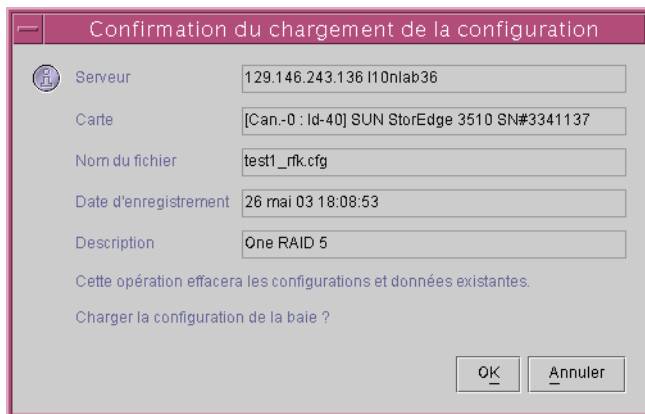 Confirmation du chargement de la configuration
Serveur 129.146.243.136 l10nlab36
Carte [Can.-0 : Id-40] SUN StorEdge 3510 SN#3341137
Nom du fichier test1_rfk.cfg
Date d'enregistrement 26 mai 03 18:08:53
Description One RAID 5
Cette opération effacera les configurations et données existantes.
Charger la configuration de la baie ?
OK Annuler